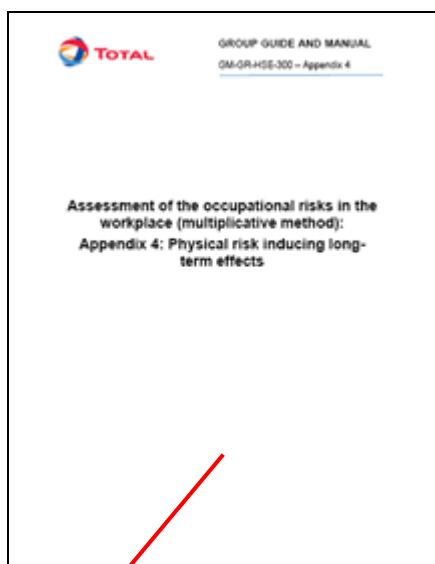 TOTAL
GROUP GUIDE AND MANUAL
GM-GR-HSE-300 – Appendix 4
Assessment of the occupational risks in the
workplace (multiplicative method):
Appendix 4: Physical risk inducing long-
term effects